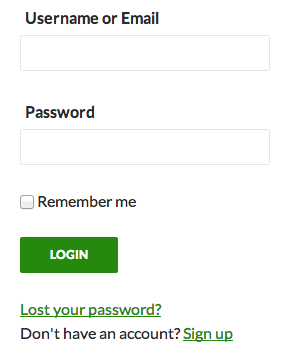 Username or Email
Password
Remember me
LOGIN
Lost your password?
Don't have an account? Sign up